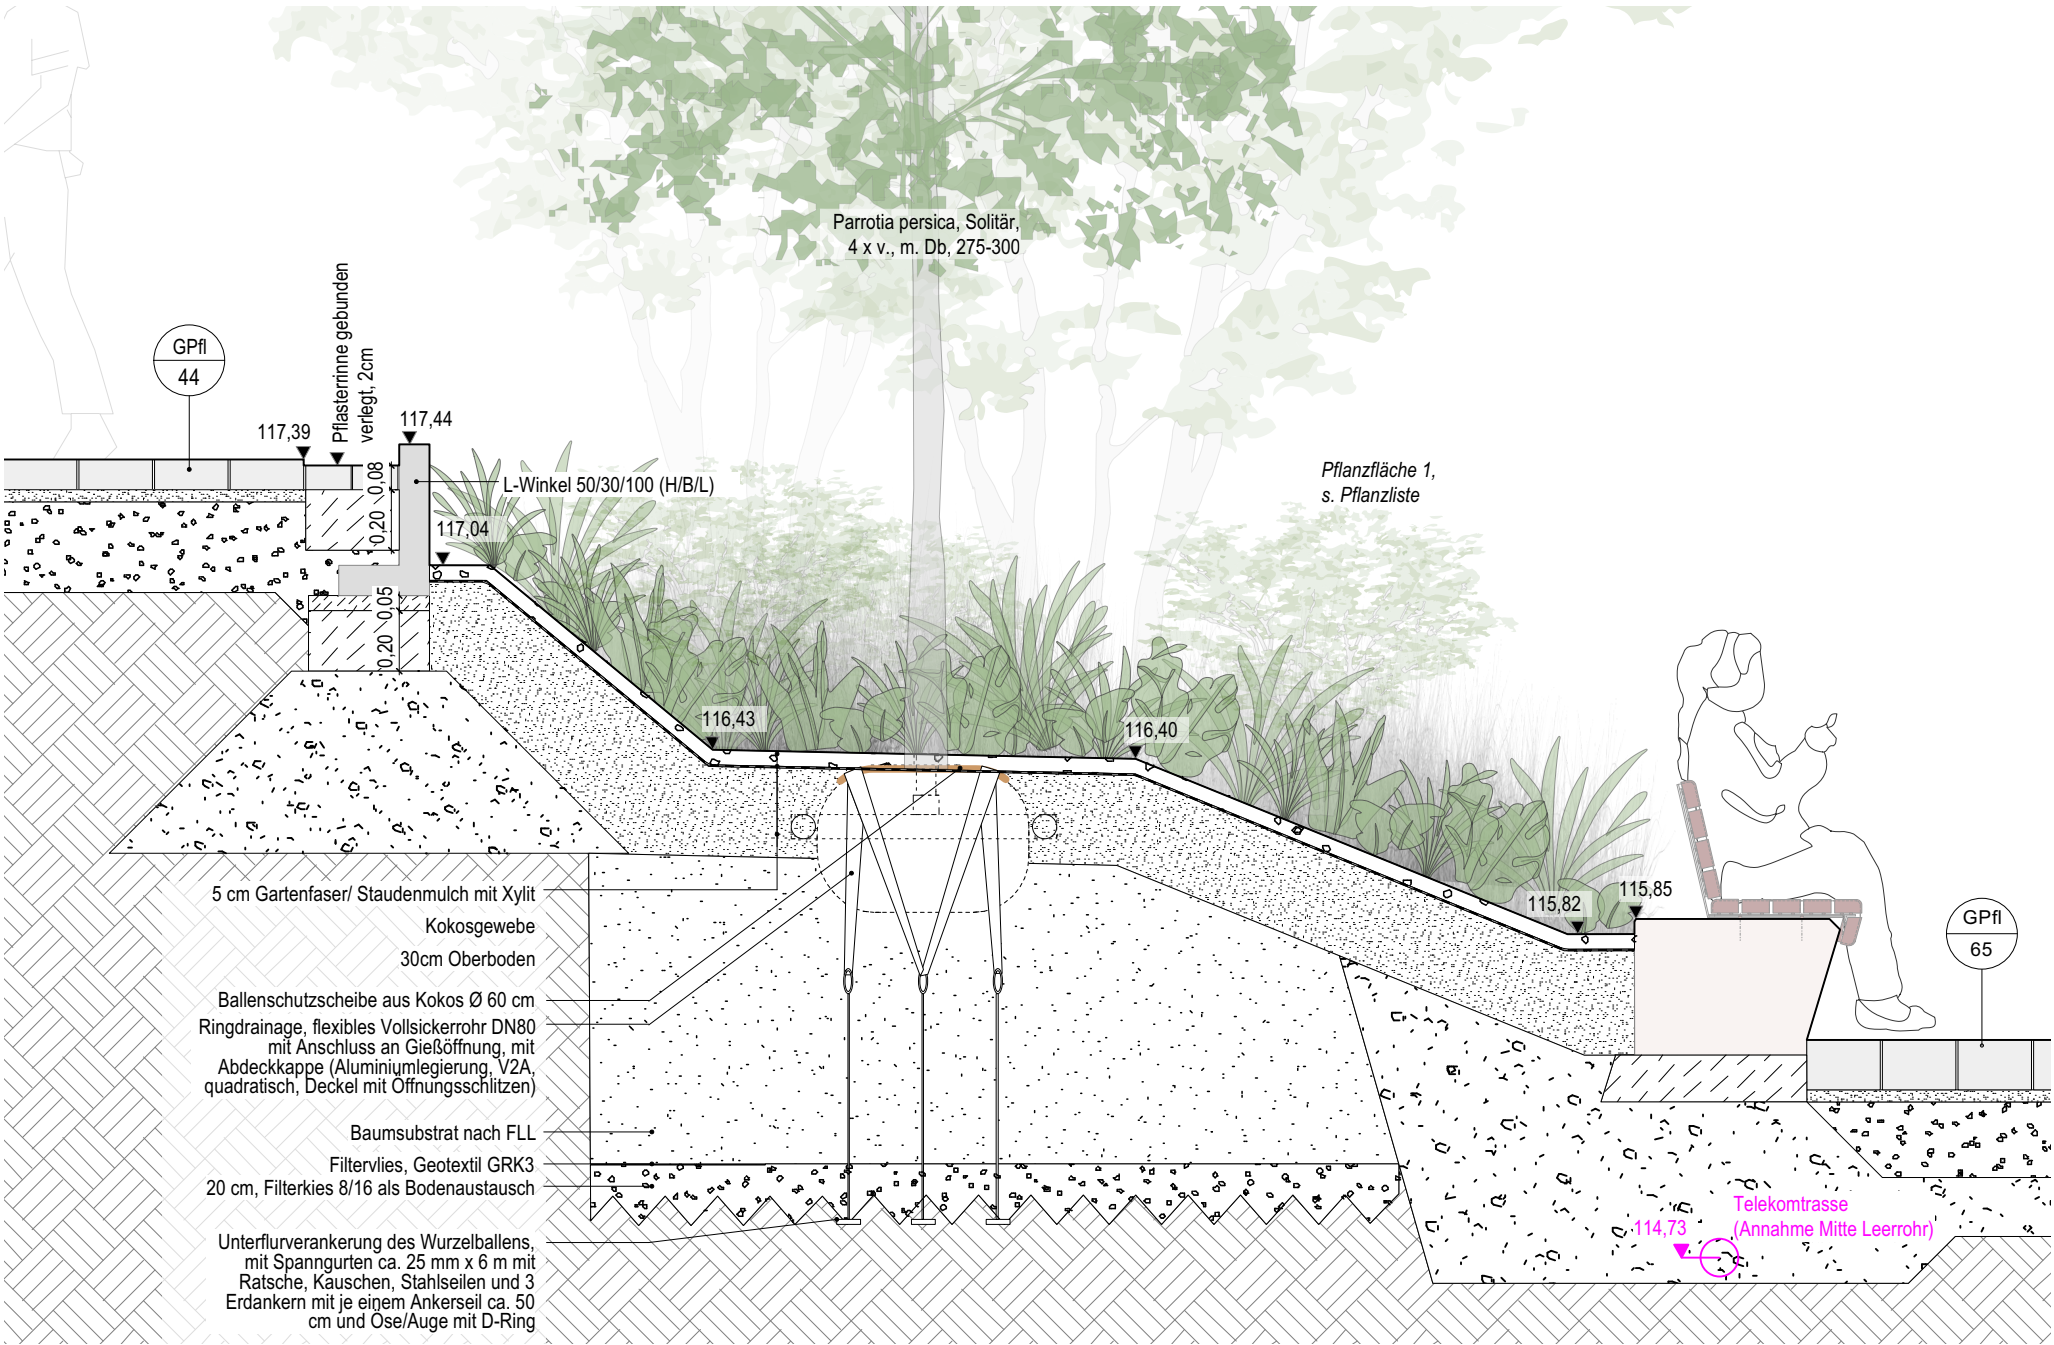 Parrotia persica, Solitär,
4 x v., m. Db, 275-300
Pflasterrinne gebunden
verlegt, 2cm
GPfl
44
117,39
117,44
0,08
L-Winkel 50/30/100 (H/B/L)
Pflanzfläche 1,
s. Pflanzliste
0,20
117,04
0,05
0,20
116,43
116,40
115,82
115,85
GPfl
65
5 cm Gartenfaser/ Staudenmulch mit Xylit
Kokosgewebe
30cm Oberboden
Ballenschutzscheibe aus Kokos Ø 60 cm
Ringdrainage, flexibles Vollsickerrohr DN80
mit Anschluss an Gießöffnung, mit
Abdeckkappe (Aluminiumlegierung, V2A,
quadratisch, Deckel mit Öffnungsschlitzen)
Baumsubstrat nach FLL
Filtervlies, Geotextil GRK3
20 cm, Filterkies 8/16 als Bodenaustausch
Unterflurverankerung des Wurzelballens,
mit Spanngurten ca. 25 mm x 6 m mit
Ratsche, Kauschen, Stahlseilen und 3
Erdankern mit je einem Ankerseil ca. 50
cm und Öse/Auge mit D-Ring
Telekomtrasse
(Annahme Mitte Leerrohr)
114,73